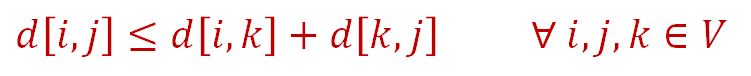 d[i,j] ≤ d[i,k] + d[k,j] ∀ i,j,k ∈ V